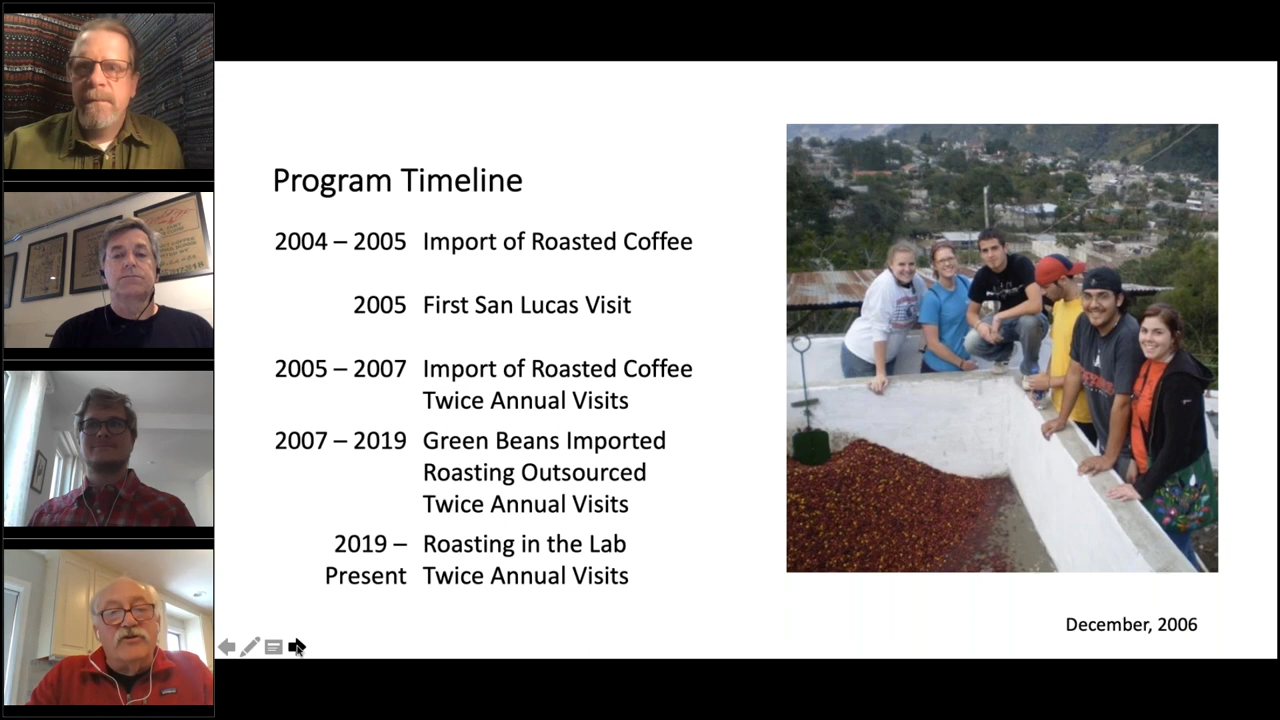 Program Timeline
2004 – 2005 Import of Roasted Coffee
2005 First San Lucas Visit
2005 – 2007 Import of Roasted Coffee
Twice Annual Visits
2007 – 2019 Green Beans Imported
Roasting Outsourced
Twice Annual Visits
2019 – Roasting in the Lab
Present Twice Annual Visits
December, 2006